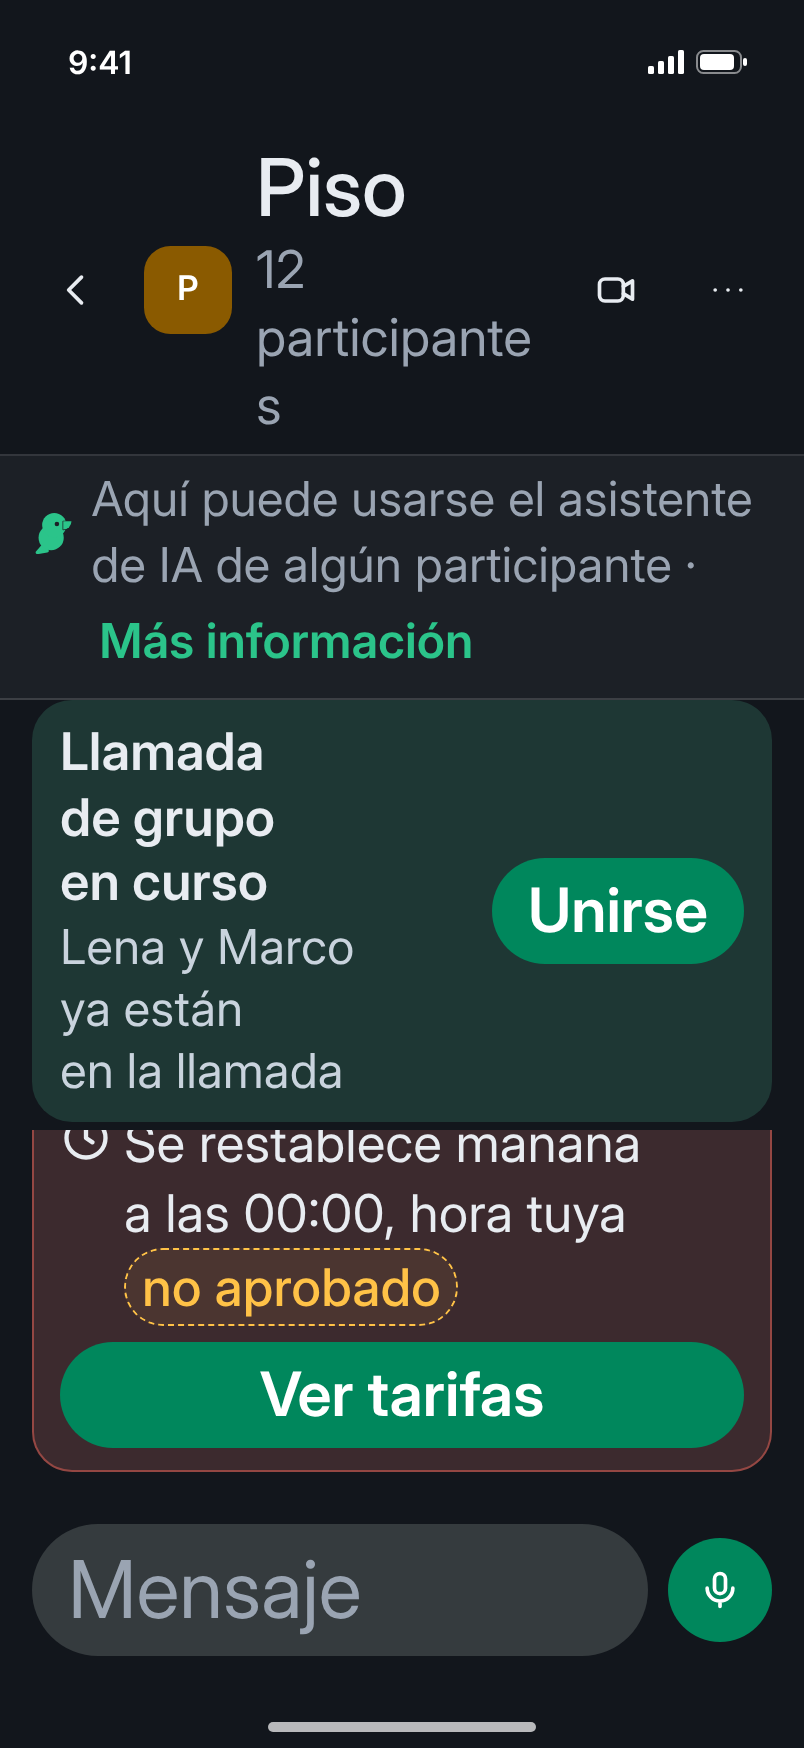 9:41
Piso
P
12
participante
s
Aquí puede usarse el asistente
de IA de algún participante ·
Más información
Llamada
de grupo
en curso
Lena y Marco
ya están
en la llamada
Unirse
Se restablece mañana
a las 00:00, hora tuya
no aprobado
Ver tarifas
Mensaje